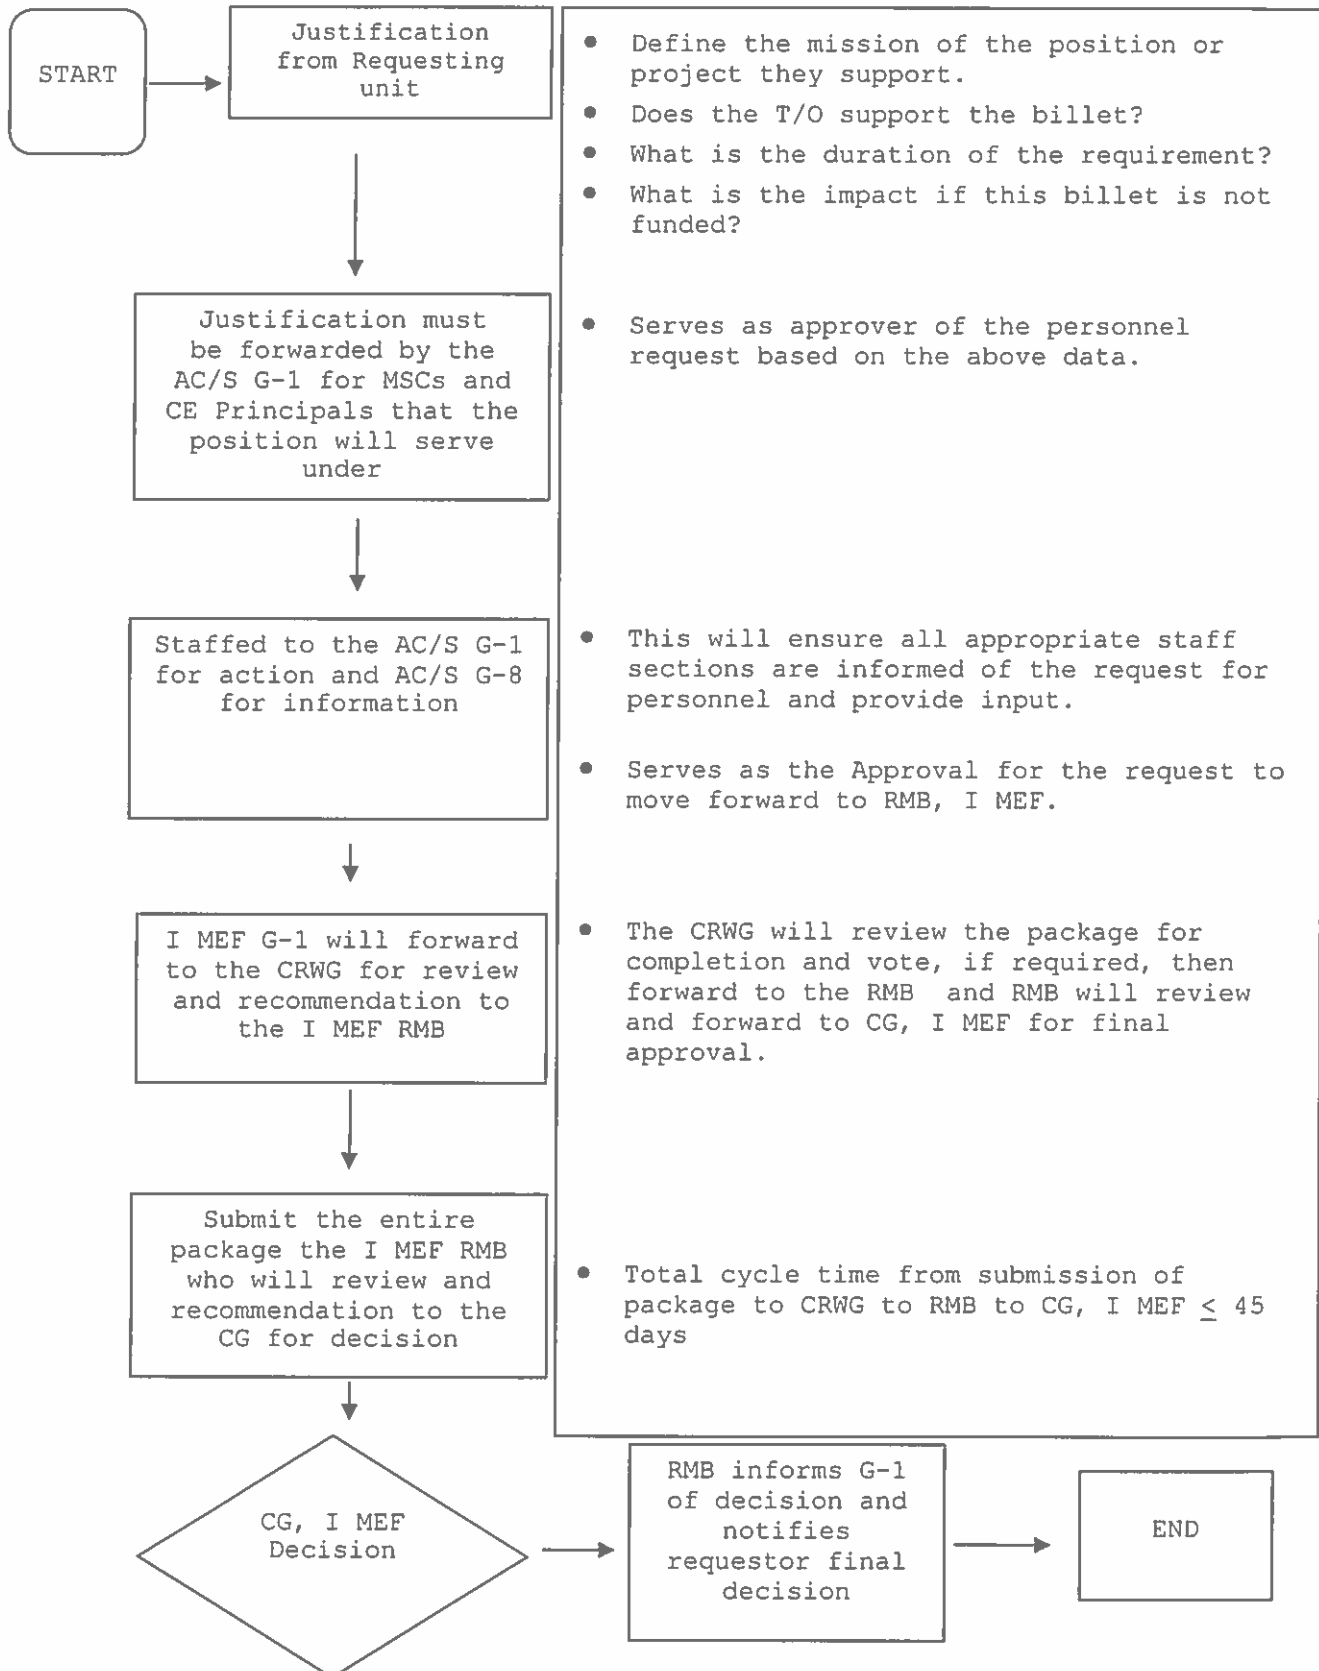 START
Justification
from Requesting
unit
• Define the mission of the position or
project they support.
• Does the T/O support the billet?
• What is the duration of the requirement?
• What is the impact if this billet is not
funded?
Justification must
be forwarded by the
AC/S G-1 for MSCs and
CE Principals that the
position will serve
under
• Serves as approver of the personnel
request based on the above data.
Staffed to the AC/S G-1
for action and AC/S G-8
for information
• This will ensure all appropriate staff
sections are informed of the request for
personnel and provide input.
• Serves as the Approval for the request to
move forward to RMB, I MEF.
I MEF G-1 will forward
to the CRWG for review
and recommendation to
the I MEF RMB
• The CRWG will review the package for
completion and vote, if required, then
forward to the RMB and RMB will review
and forward to CG, I MEF for final
approval.
Submit the entire
package the I MEF RMB
who will review and
recommendation to the
CG for decision
• Total cycle time from submission of
package to CRWG to RMB to CG, I MEF ≤ 45
days
CG, I MEF
Decision
RMB informs G-1
of decision and
notifies
requestor final
decision
END